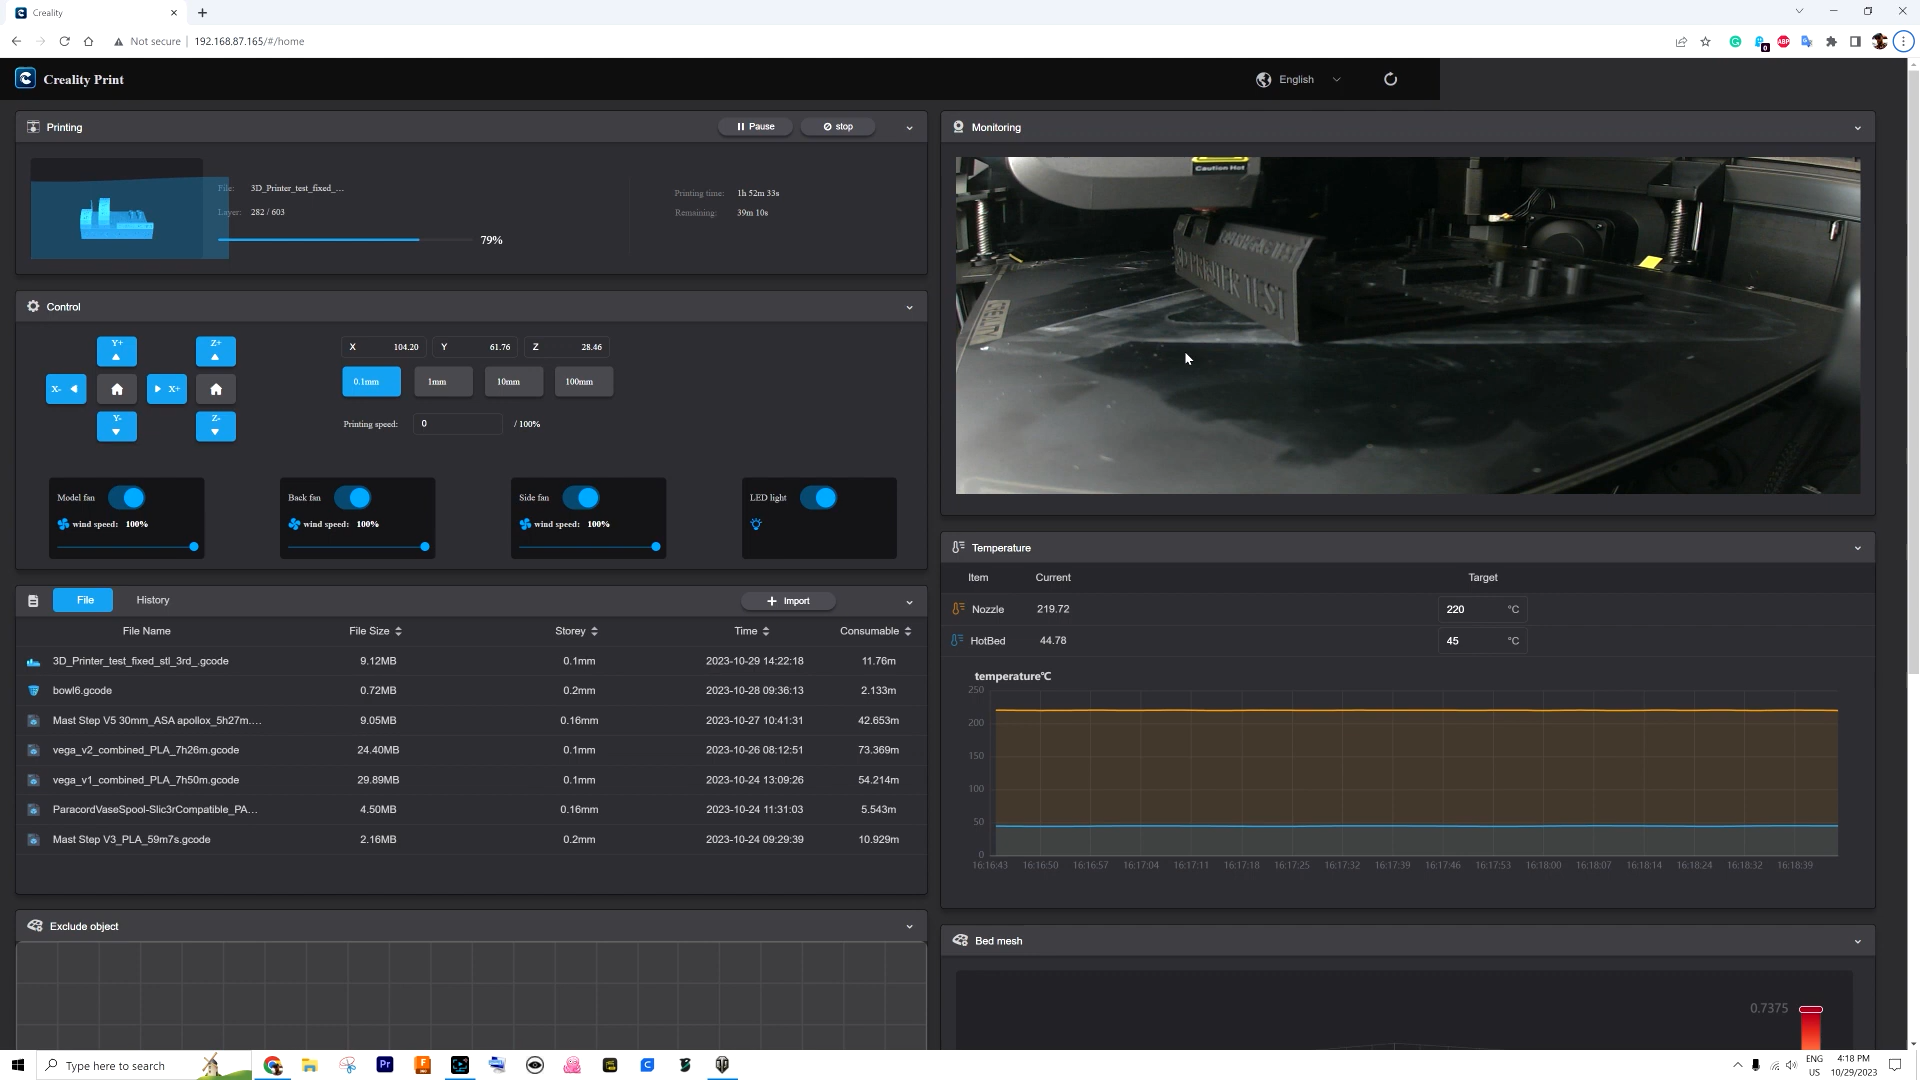 Creality
Not secure
192.168.87.165/#/home
0
ABP
Creality Print
English
Printing
Pause
stop
File:
3D_Printer_test_fixed_...
Layer:
282 / 603
79%
Printing time:
1h 52m 33s
Remaining:
39m 10s
Monitoring
Caution Hot
3D PRINTER TEST
CREALITY
Control
Y+
Z+
X-
X+
Y-
Z-
X 104.20
Y 61.76
Z 28.46
0.1mm
1mm
10mm
100mm
Printing speed:
0
/ 100%
Model fan
wind speed: 100%
Back fan
wind speed: 100%
Side fan
wind speed: 100%
LED light
Temperature
Item
Current
Target
Nozzle
219.72
220
°C
HotBed
44.78
45
°C
temperature℃
250
200
150
100
50
0
16:16:43
16:16:50
16:16:57
16:17:04
16:17:11
16:17:18
16:17:25
16:17:32
16:17:39
16:17:46
16:17:53
16:18:00
16:18:07
16:18:14
16:18:24
16:18:32
16:18:39
File
History
Import
File Name
File Size
Storey
Time
Consumable
3D_Printer_test_fixed_stl_3rd_.gcode
9.12MB
0.1mm
2023-10-29 14:22:18
11.76m
bowl6.gcode
0.72MB
0.2mm
2023-10-28 09:36:13
2.133m
Mast Step V5 30mm_ASA apollox_5h27m....
9.05MB
0.16mm
2023-10-27 10:41:31
42.653m
vega_v2_combined_PLA_7h26m.gcode
24.40MB
0.1mm
2023-10-26 08:12:51
73.369m
vega_v1_combined_PLA_7h50m.gcode
29.89MB
0.1mm
2023-10-24 13:09:26
54.214m
ParacordVaseSpool-Slic3rCompatible_PA...
4.50MB
0.16mm
2023-10-24 11:31:03
5.543m
Mast Step V3_PLA_59m7s.gcode
2.16MB
0.2mm
2023-10-24 09:29:39
10.929m
Exclude object
Bed mesh
0.7375
Type here to search
Pr
F
ENG
US
4:18 PM
10/29/2023